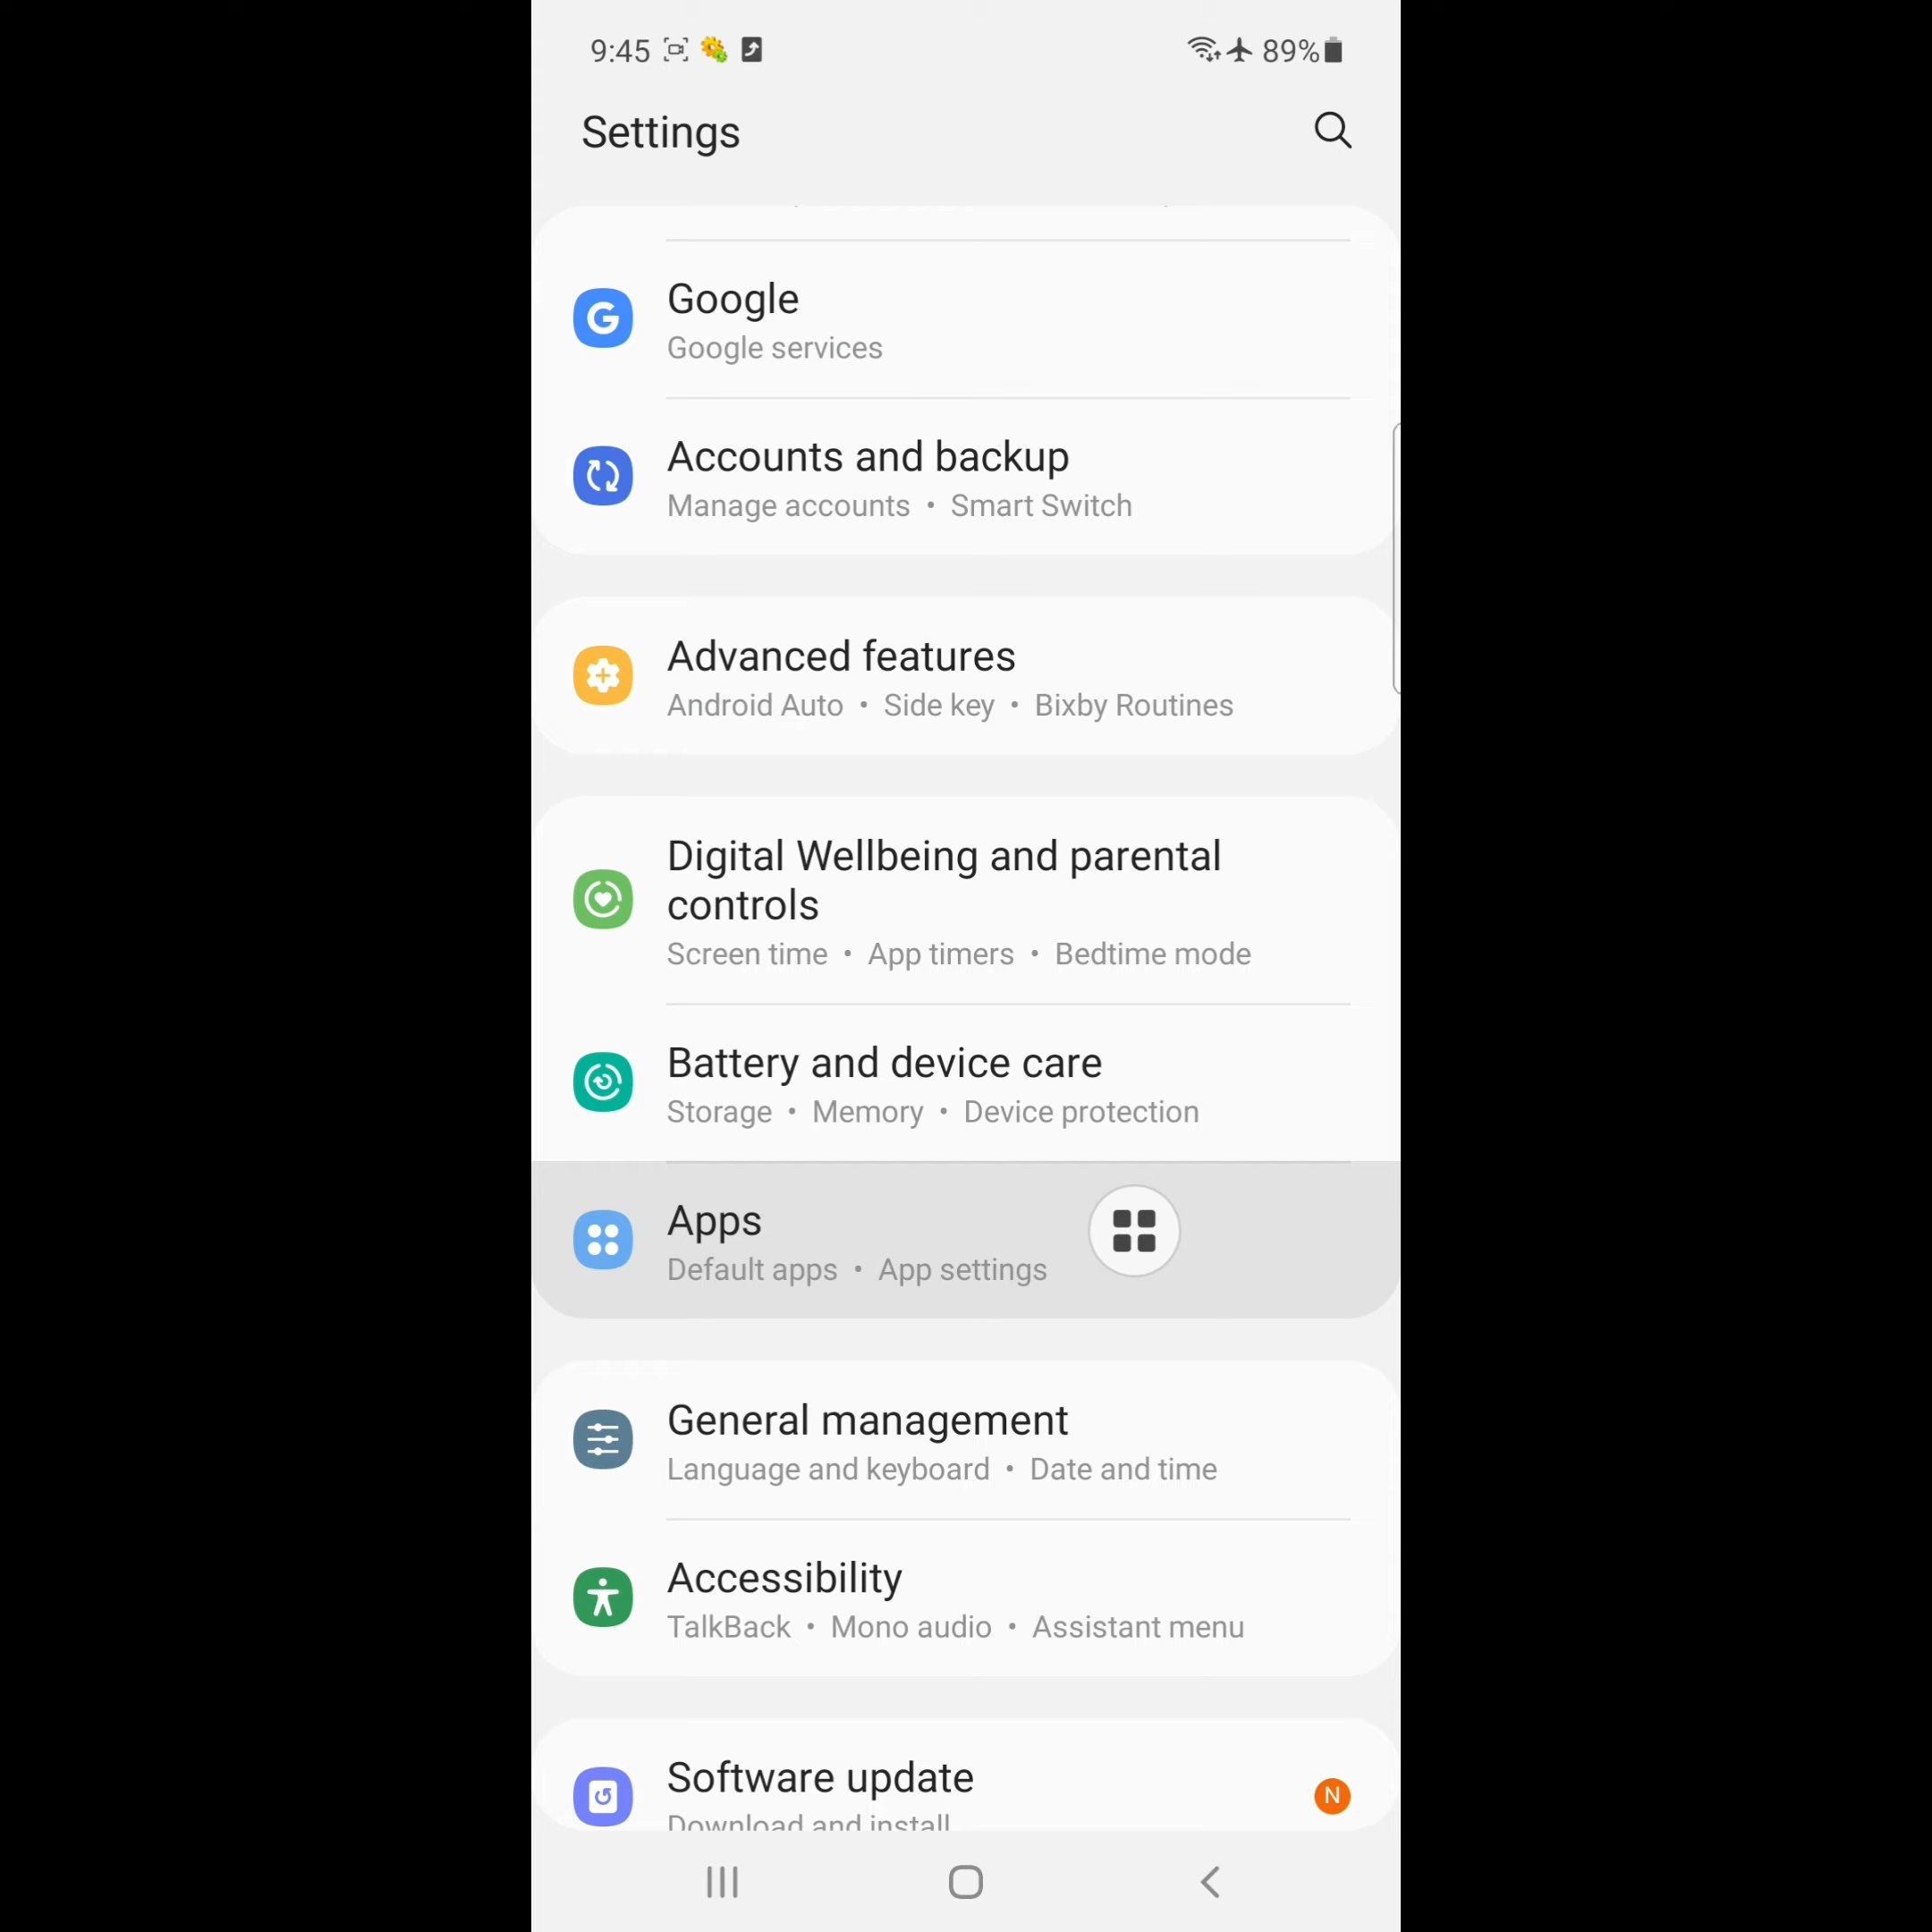 9:45 89%
Settings
Google
Google services
Accounts and backup
Manage accounts • Smart Switch
Advanced features
Android Auto • Side key • Bixby Routines
Digital Wellbeing and parental
controls
Screen time • App timers • Bedtime mode
Battery and device care
Storage • Memory • Device protection
Apps
Default apps • App settings
General management
Language and keyboard • Date and time
Accessibility
TalkBack • Mono audio • Assistant menu
Software update
N
Download and install